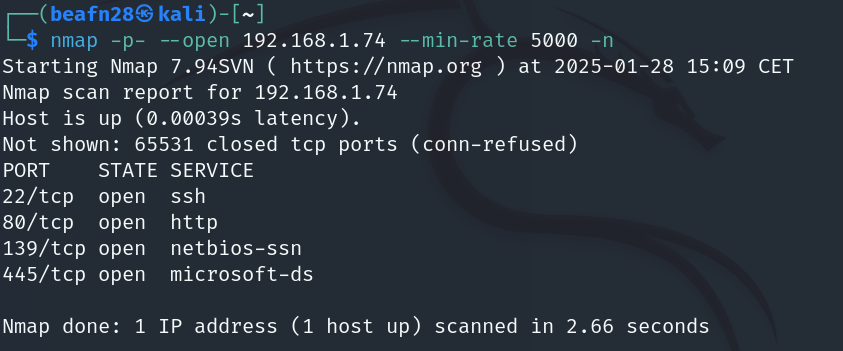 ┌──(beafn28㉿kali)-[~]
└─$ nmap -p- --open 192.168.1.74 --min-rate 5000 -n
Starting Nmap 7.94SVN ( https://nmap.org ) at 2025-01-28 15:09 CET
Nmap scan report for 192.168.1.74
Host is up (0.00039s latency).
Not shown: 65531 closed tcp ports (conn-refused)
PORT    STATE SERVICE
22/tcp  open  ssh
80/tcp  open  http
139/tcp open  netbios-ssn
445/tcp open  microsoft-ds
Nmap done: 1 IP address (1 host up) scanned in 2.66 seconds